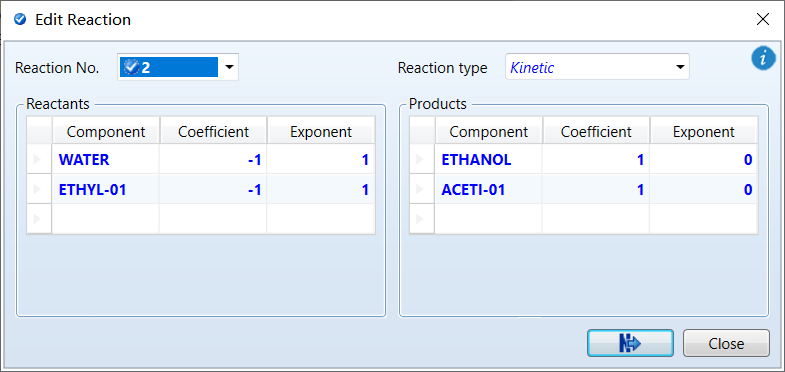 Edit Reaction
Reaction No. 2 Reaction type Kinetic
Reactants Products
Component Coefficient Exponent Component Coefficient Exponent
WATER -1 1 ETHANOL 1 0
ETHYL-01 -1 1 ACETI-01 1 0
N Close